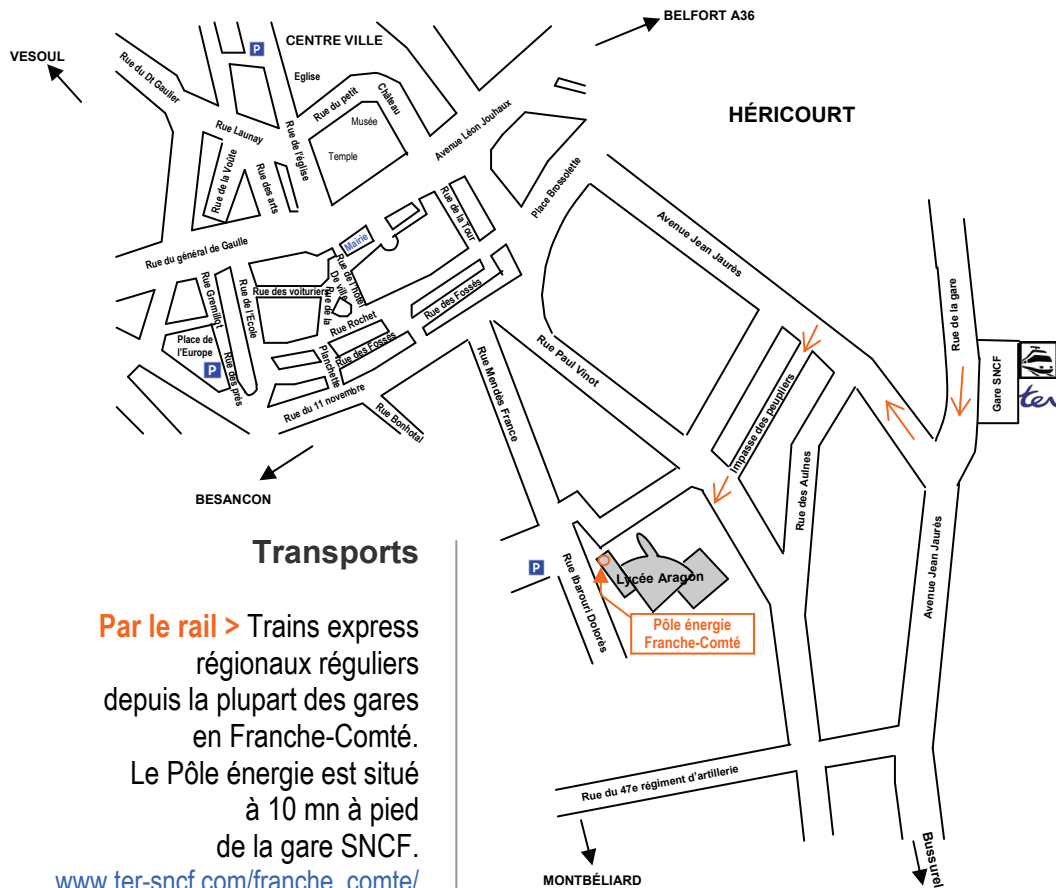 BELFORT A36
VESOUL
CENTRE VILLE
HÉRICOURT
P
Eglise
Rue du Dt Gaulier
Rue du petit
Château
Musée
Temple
Rue Launay
Rue de l'église
Avenue Léon Jouhaux
Rue de la Voûte
Rue des arts
Place Brossolette
Rue de la Tour
Avenue Jean Jaurès
Rue du général de Gaulle
Mairie
Rue de l'hôtel
De ville
Rue de la
Planchette
Rue des voituriers
Rue Gremillot
Rue de l'Ecole
Rue Rochet
Rue des Fossés
Rue des Fossés
Place de
l'Europe
P
Rue des prés
Rue du 11 novembre
Rue Bonhotal
Rue Mendès France
Rue Paul Vinot
Impasse des peupliers
Rue des Aulnes
Rue de la gare
Gare SNCF
ter
BESANCON
Avenue Jean Jaurès
P
Rue Ibarouri Dolorès
Lycée Aragon
Pôle énergie
Franche-Comté
Rue du 47e régiment d'artillerie
MONTBÉLIARD
Bussurel
Transports
Par le rail > Trains express
régionaux réguliers
depuis la plupart des gares
en Franche-Comté.
Le Pôle énergie est situé
à 10 mn à pied
de la gare SNCF.
www.ter-sncf.com/franche_comte/